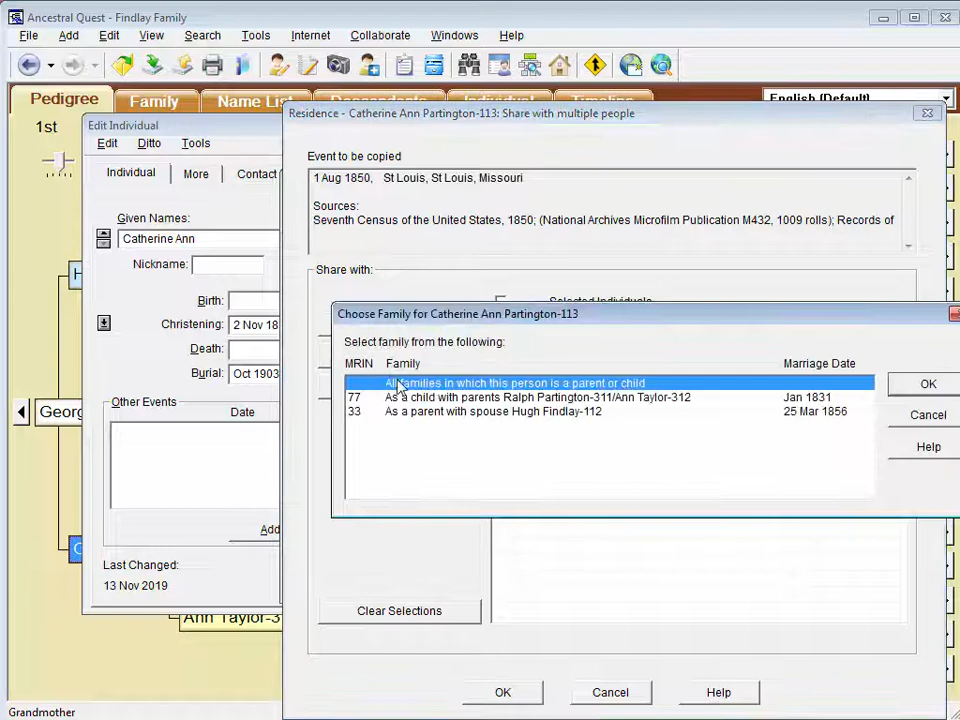 Ancestral Quest - Findlay Family
File Add Edit View Search Tools Internet Collaborate Windows Help
Pedigree Family Name List Descendants Individual Timeline English (Default)
1st
Edit Individual
Edit Ditto Tools
Individual More Contact
Given Names:
Catherine Ann
Nickname:
Birth:
Christening: 2 Nov 18
Death:
Burial: Oct 1903
Other Events
Date
Add
Last Changed:
13 Nov 2019
Georg
Ann Taylor-3
Residence - Catherine Ann Partington-113: Share with multiple people
Event to be copied
1 Aug 1850, St Louis, St Louis, Missouri
Sources:
Seventh Census of the United States, 1850; (National Archives Microfilm Publication M432, 1009 rolls); Records of
Share with:
Selected Individuals
Choose Family for Catherine Ann Partington-113
Select family from the following:
MRIN Family Marriage Date
All families in which this person is a parent or child
77 As a child with parents Ralph Partington-311/Ann Taylor-312 Jan 1831
33 As a parent with spouse Hugh Findlay-112 25 Mar 1856
OK
Cancel
Help
Clear Selections
OK Cancel Help
Grandmother